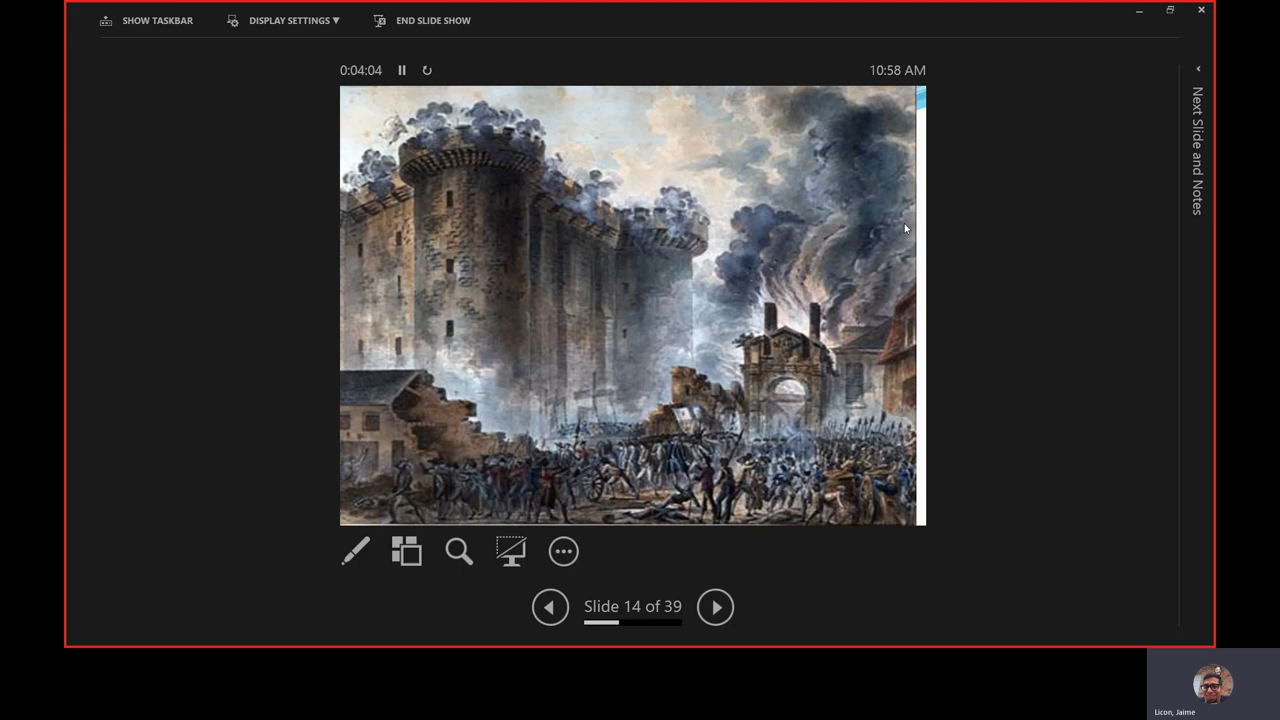 SHOW TASKBAR DISPLAY SETTINGS ▼ END SLIDE SHOW
0:04:04 10:58 AM
Next Slide and Notes
Slide 14 of 39
Licon, Jaime